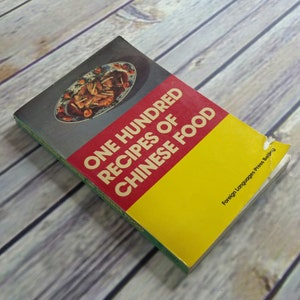 ONE HUNDRED
RECIPES OF
CHINESE FOOD
Foreign Languages Press Beijing